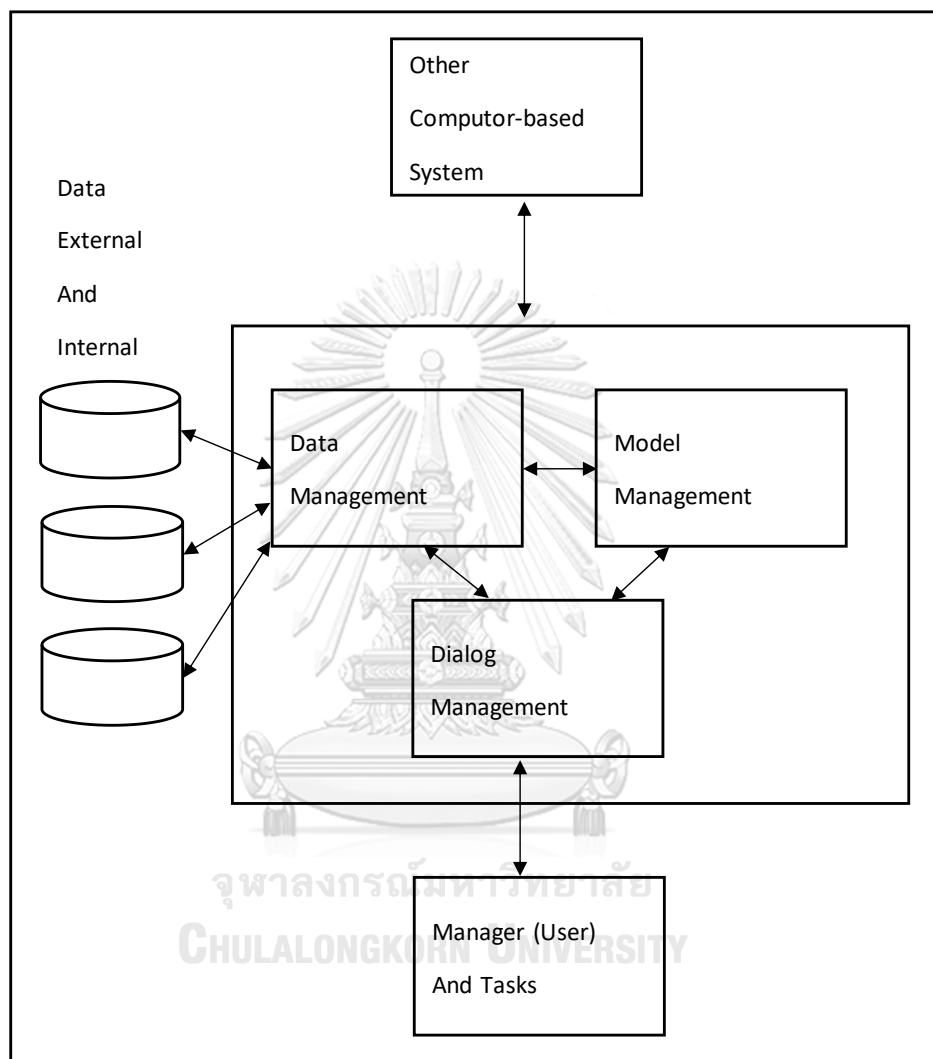 Other
Computor-based
System
Data
External
And
Internal
Data
Management
Model
Management
Dialog
Management
จุฬาลงกรณ์มหาวิทยาลัย
CHULALONGKORN UNIVERSITY
Manager (User)
And Tasks